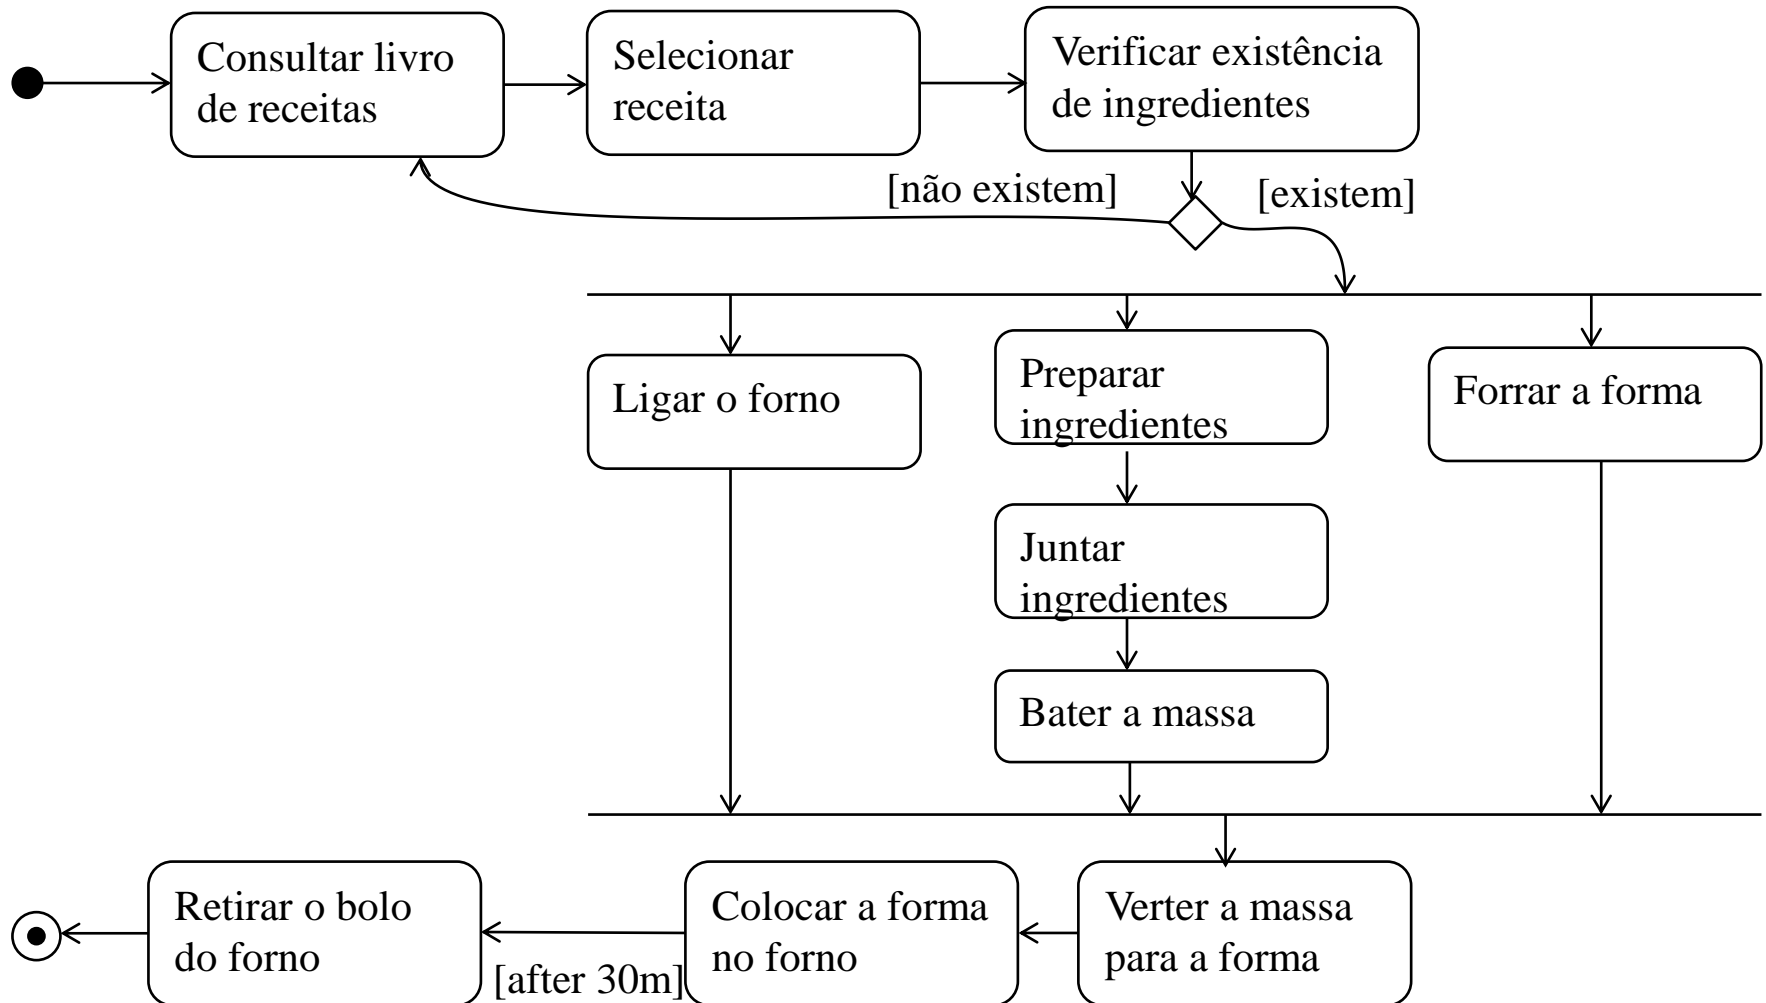 Consultar livro
de receitas
Selecionar
receita
Verificar existência
de ingredientes
[não existem]
[existem]
Ligar o forno
Preparar
ingredientes
Forrar a forma
Juntar
ingredientes
Bater a massa
Retirar o bolo
do forno
[after 30m]
Colocar a forma
no forno
Verter a massa
para a forma